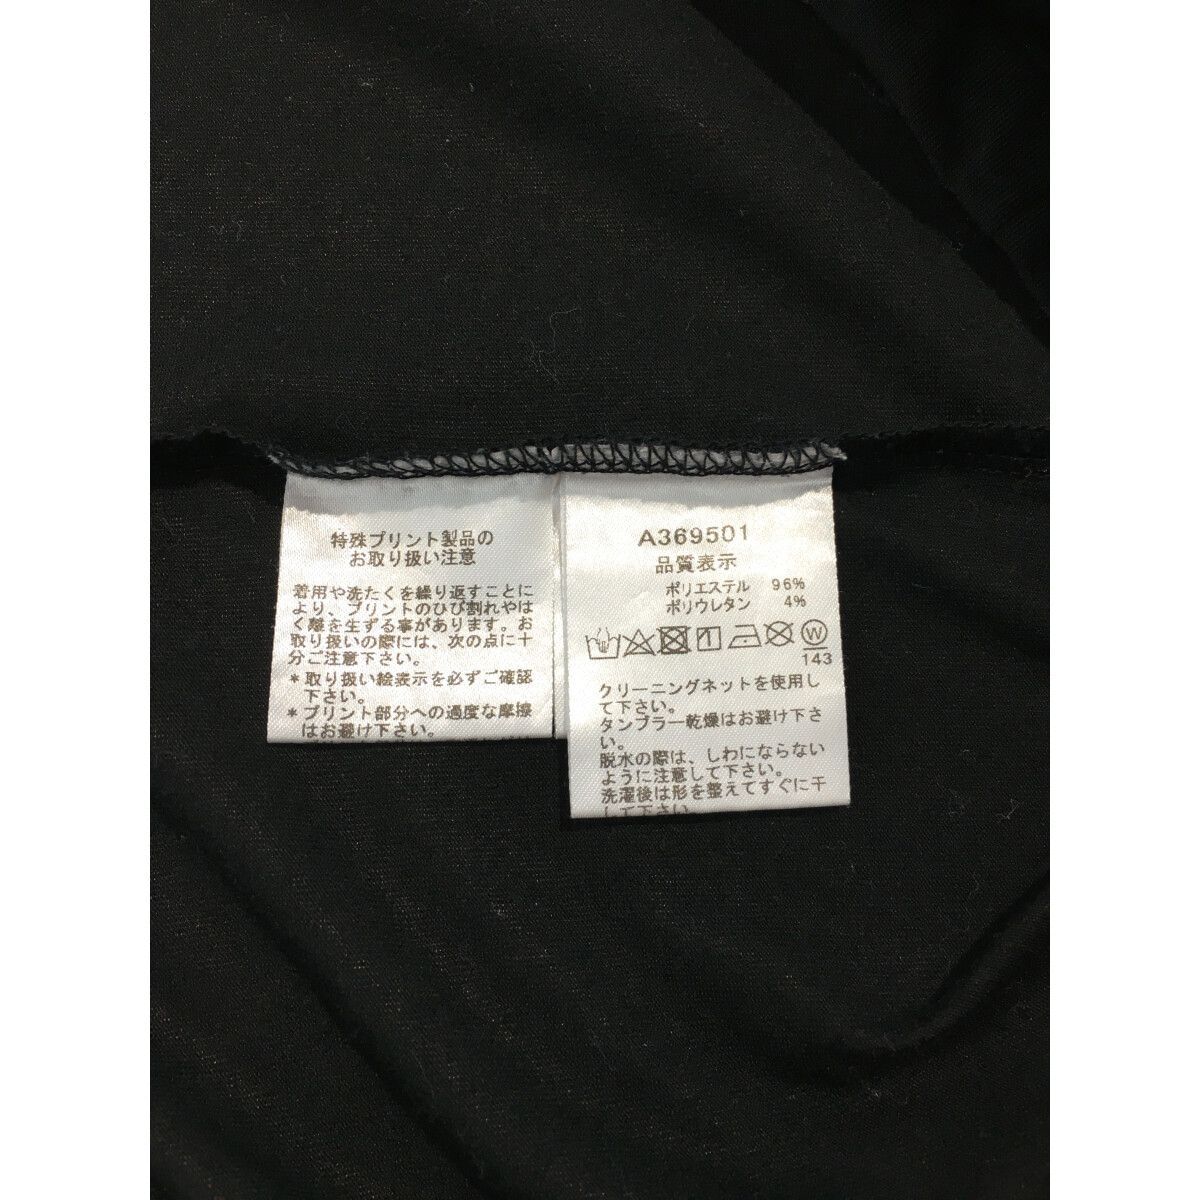 特殊プリント製品の
お取り扱い注意
着用や洗たくを繰り返すことに
より、プリントのひび割れやは
く離を生ずる事があります。お
取り扱いの際には、次の点に十
分ご注意下さい。
*取り扱い絵表示を必ずご確認
下さい。
*プリント部分への過度な摩擦
はお避け下さい。
A369501
品質表示
ポリエステル 96%
ポリウレタン 4%
W
143
クリーニングネットを使用し
て下さい。
タンブラー乾燥はお避け下さ
い。
脱水の際は、しわにならない
ように注意して下さい。
洗濯後は形を整えてすぐに干
して下さい。